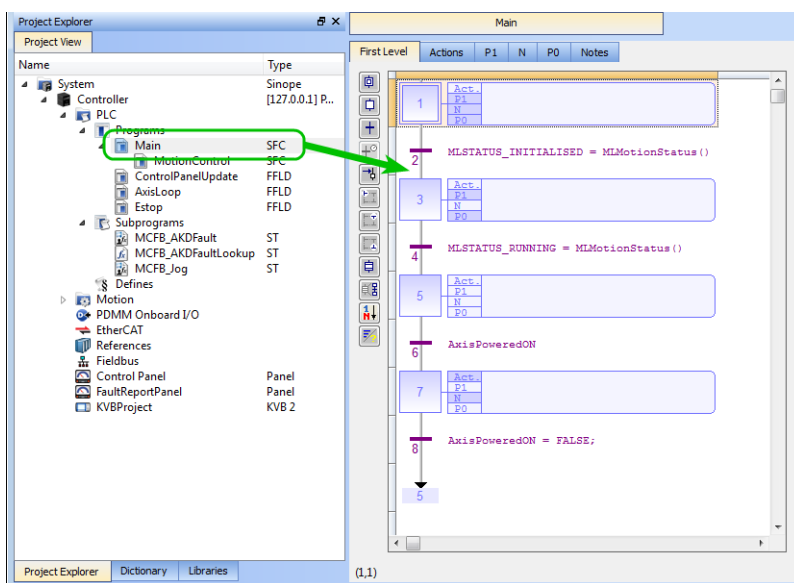 Project Explorer
Project View
Name Type
System Sinope
Controller [127.0.0.1] P...
PLC
Programs
Main SFC
MotionControl SFC
ControlPanelUpdate FFLD
AxisLoop FFLD
Estop FFLD
Subprograms
MCFB_AKDFault ST
MCFB_AKDFaultLookup ST
MCFB_Jog ST
Defines
Motion
PDMM Onboard I/O
EtherCAT
References
Fieldbus
Control Panel Panel
FaultReportPanel Panel
KVBProject KVB 2
Project Explorer Dictionary Libraries
Main
First Level Actions P1 N P0 Notes
1
Act.
P1
N
P0
2 MLSTATUS_INITIALISED = MLMotionStatus()
3
Act.
P1
N
P0
4 MLSTATUS_RUNNING = MLMotionStatus()
5
Act.
P1
N
P0
6 AxisPoweredON
7
Act.
P1
N
P0
8 AxisPoweredON = FALSE;
5
(1,1)